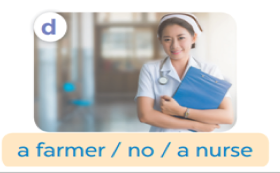 d
a farmer / no / a nurse